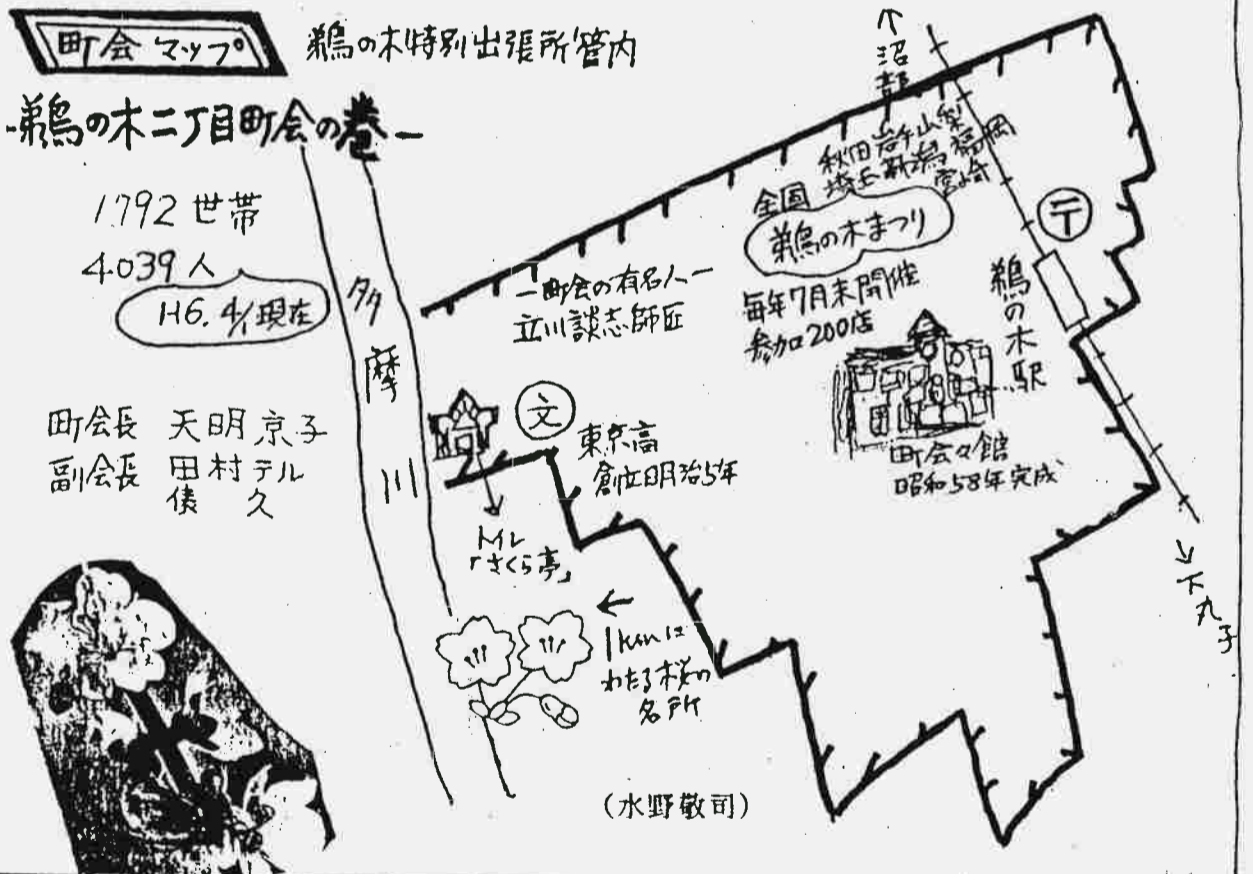 町会マップ
鵜の木特別出張所管内
-鵜の木二丁目町会の巻-
1792世帯
4039人
H6.4/1現在
町会長 天明京子
副会長 田村テル
久
多摩川
-町会の有名人-
立川談志師匠
文
東京高
創立明治5年
トイレ
「さくら亭」
←
1kmに
わたる桜の
名所
↑沼部
秋田岩手山梨
全国 埼玉新潟福岡
宮崎
鵜の木まつり
毎年7月末開催
参加200店
〒
鵜の木駅
町会々館
昭和58年完成
↓下丸子
(水野敬司)